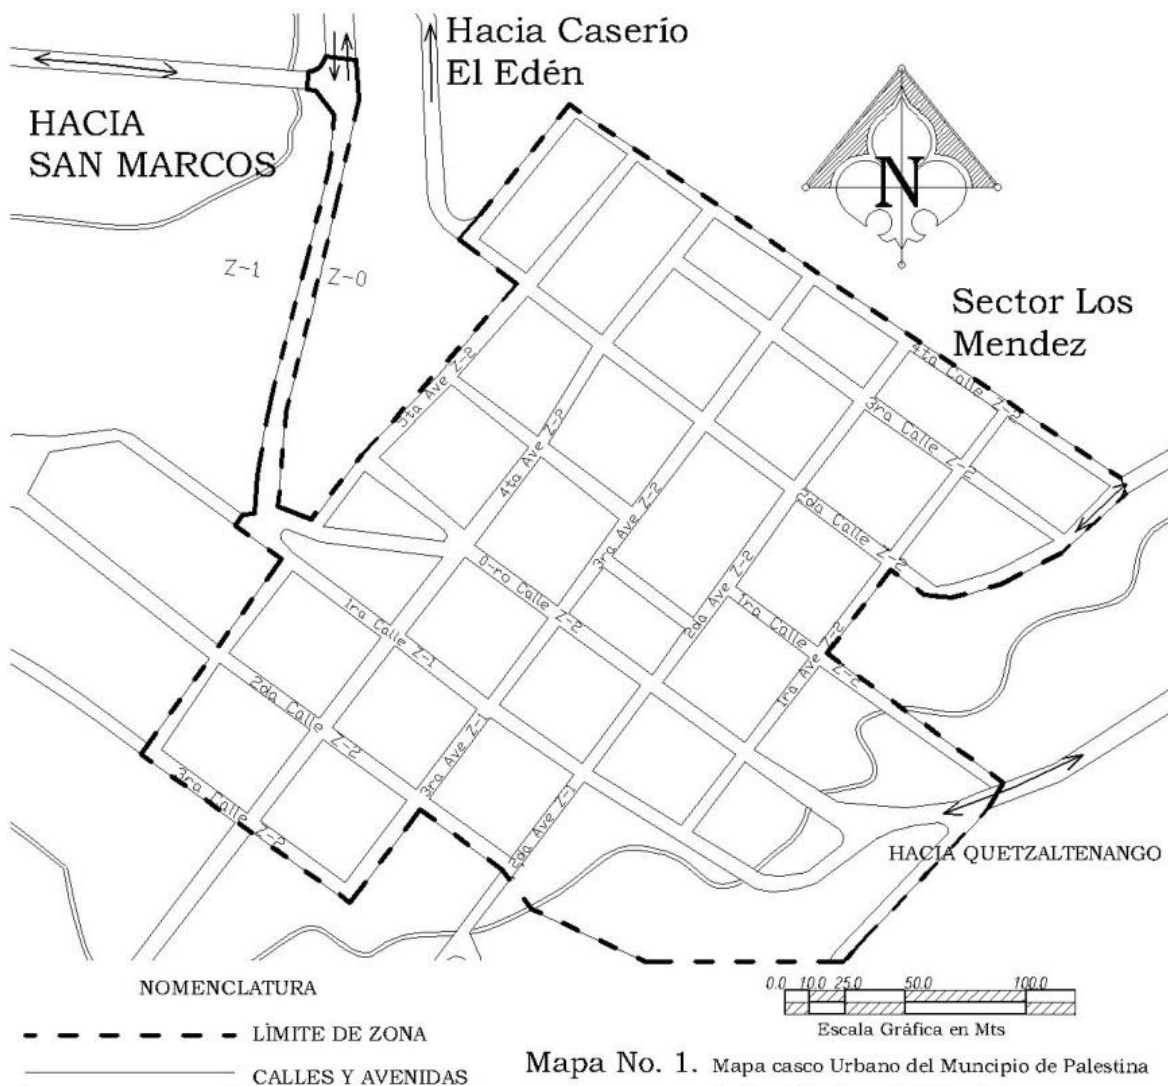 Hacia Caserío
El Edén
HACIA
SAN MARCOS
N
Z-1
Z-0
Sector Los
Mendez
5ta Ave Z-2
4ta Calle Z-2
3ra Calle Z-2
4ta Ave Z-2
3ra Ave Z-2
2da Calle Z-2
0-ra Calle Z-2
2da Ave Z-2
1ra Calle Z-2
1ra Calle Z-1
1ra Ave Z-2
2da Calle Z-2
3ra Ave Z-1
3ra Calle Z-2
2da Ave Z-1
HACIA QUETZALTENANGO
NOMENCLATURA
LÍMITE DE ZONA
CALLES Y AVENIDAS
0.0 10.0 25.0 50.0 100.0
Escala Gráfica en Mts
Mapa No. 1. Mapa casco Urbano del Muncipio de Palestina